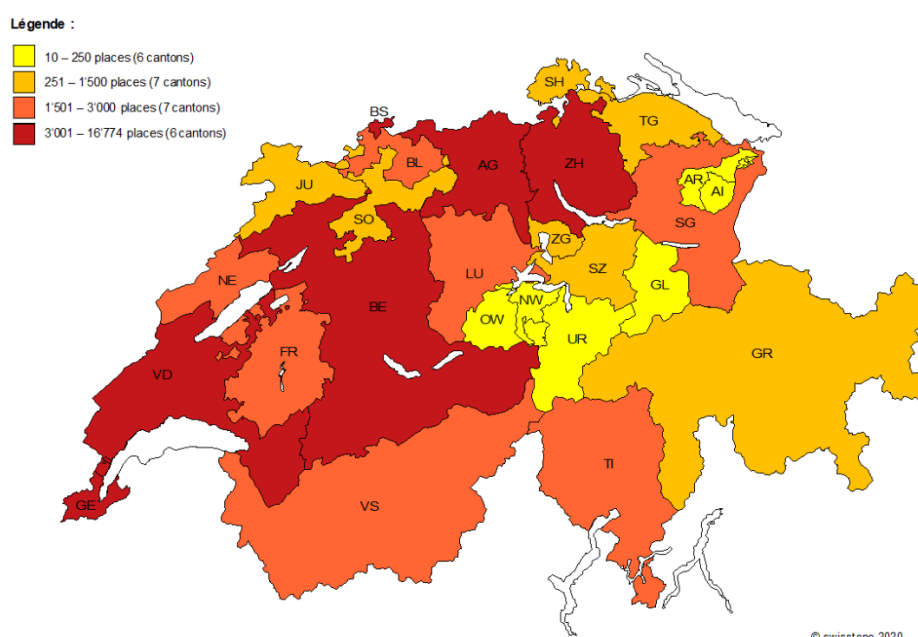 Légende :
10 – 250 places (6 cantons)
251 – 1'500 places (7 cantons)
1'501 – 3'000 places (7 cantons)
3'001 – 16'774 places (6 cantons)
SH
BS
TG
BL
AG
ZH
JU
AR
AI
SO
SG
ZG
NE
LU
SZ
GL
BE
NW
OW
UR
FR
GR
VD
TI
GE
VS
© swisstopo 2020